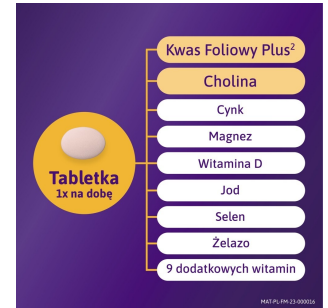 Kwas Foliowy Plus²
Cholina
Cynk
Magnez
Witamina D
Jod
Selen
Żelazo
9 dodatkowych witamin
Tabletka
1x na dobę
MAT-PL-FM-23-000016